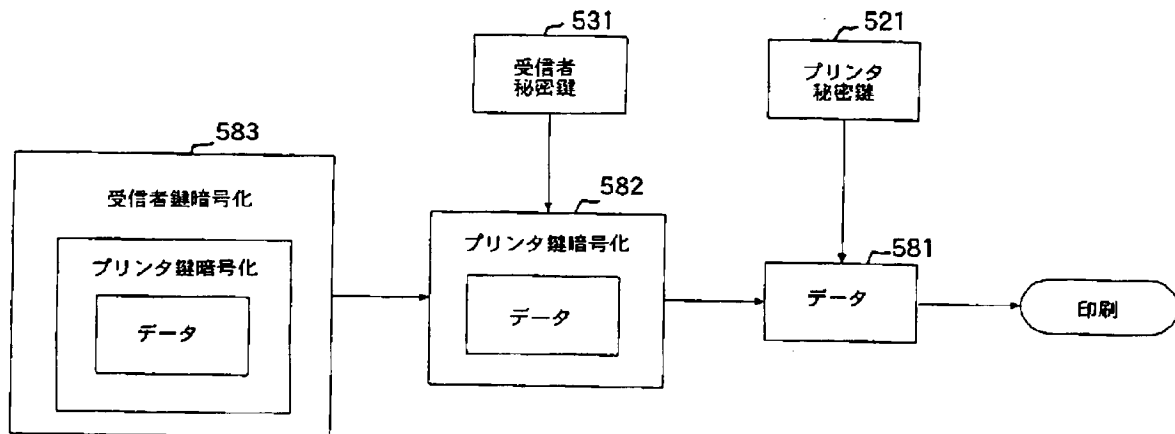 531
受信者
秘密鍵
521
プリンタ
秘密鍵
583
受信者鍵暗号化
プリンタ鍵暗号化
データ
582
プリンタ鍵暗号化
データ
581
データ
印刷